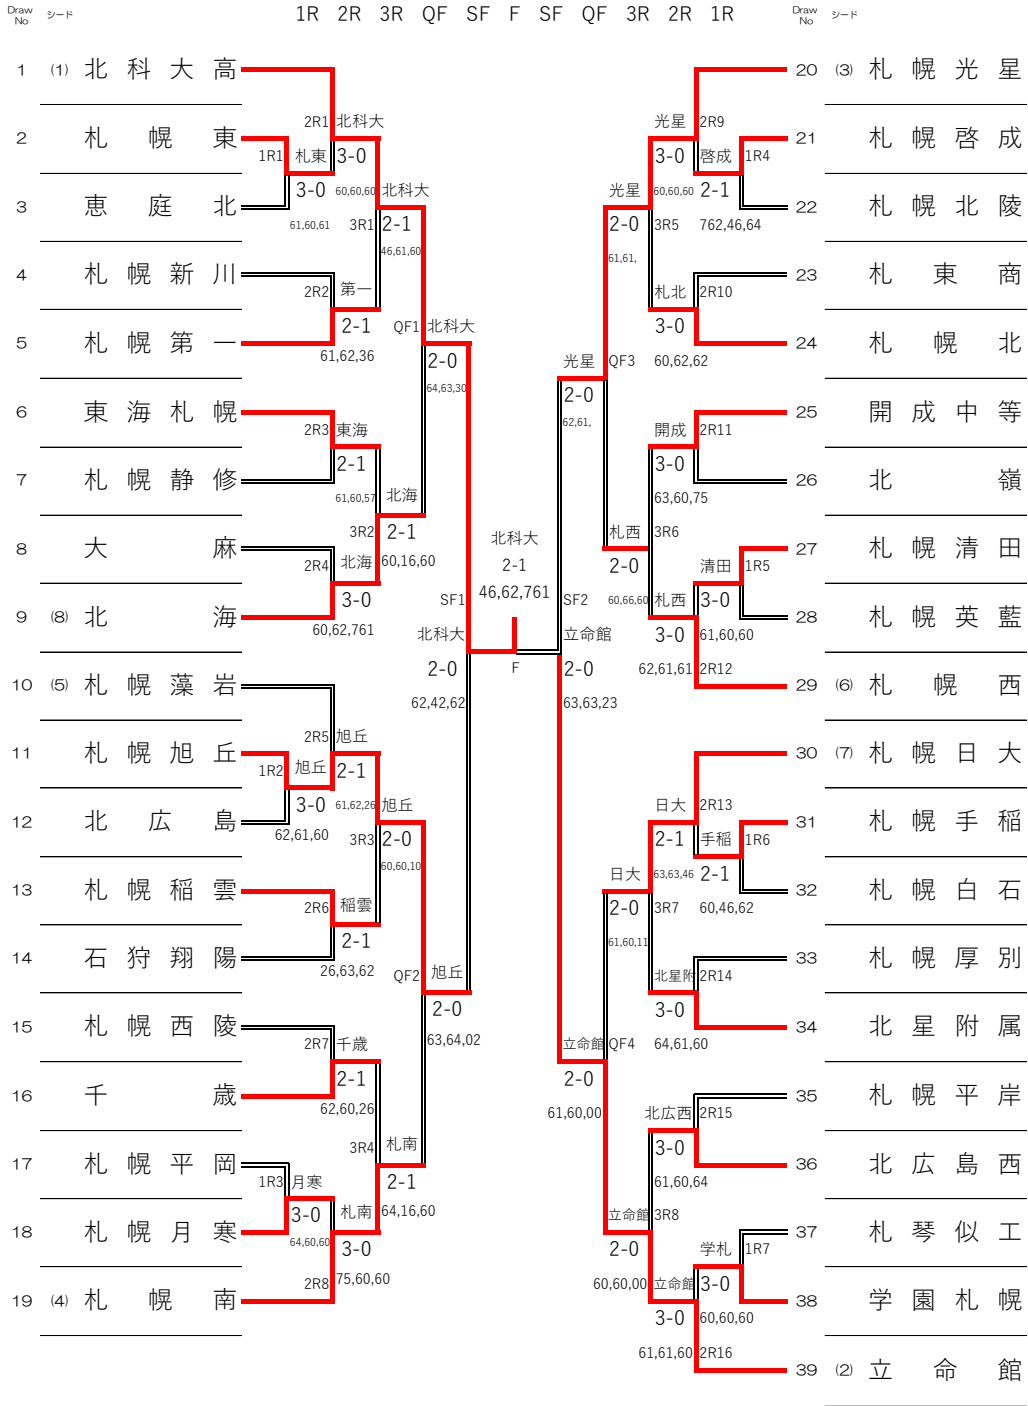 Draw No シード 1R 2R 3R QF SF F SF QF 3R 2R 1R Draw No シード
1 (1) 北科大高
2 札幌東
3 恵庭北
4 札幌新川
5 札幌第一
6 東海札幌
7 札幌静修
8 大麻
9 (8) 北海
10 (5) 札幌藻岩
11 札幌旭丘
12 北広島
13 札幌稲雲
14 石狩翔陽
15 札幌西陵
16 千歳
17 札幌平岡
18 札幌月寒
19 (4) 札幌南
1R1 札東
3-0
61,60,61
1R2 旭丘
3-0
62,61,60
1R3 月寒
3-0
64,60,60
2R1 北科大
3-0
60,60,60
2R2 第一
2-1
61,62,36
2R3 東海
2-1
61,60,57
2R4 北海
3-0
60,62,761
2R5 旭丘
2-1
61,62,26
2R6 稲雲
2-1
26,63,62
2R7 千歳
2-1
62,60,26
2R8 札南
3-0
75,60,60
3R1 北科大
2-1
46,61,60
3R2 北海
2-1
60,16,60
3R3 旭丘
2-0
60,60,10
3R4 札南
2-1
64,16,60
QF1 北科大
2-0
64,63,30
QF2 旭丘
2-0
63,64,02
SF1
北科大
2-0
62,42,62
北科大
2-1
46,62,761
F
SF2
立命館
2-0
63,63,23
光星 QF3
2-0
62,61,
立命館 QF4
2-0
61,60,00
光星
2-0 3R5
61,61,
札西 3R6
2-0
60,66,60
日大
2-0 3R7
61,60,11
立命館 3R8
2-0
60,60,00
光星 2R9
3-0
60,60,60
札北 2R10
3-0
60,62,62
開成 2R11
3-0
63,60,75
札西
3-0
62,61,61 2R12
日大 2R13
2-1
63,63,46
北星附 2R14
3-0
64,61,60
北広西 2R15
3-0
61,60,64
立命館
3-0
61,61,60 2R16
啓成 1R4
2-1
762,46,64
清田 1R5
3-0
61,60,60
手稲 1R6
2-1
60,46,62
学札 1R7
3-0
60,60,60
20 (3) 札幌光星
21 札幌啓成
22 札幌北陵
23 札東商
24 札幌北
25 開成中等
26 北嶺
27 札幌清田
28 札幌英藍
29 (6) 札幌西
30 (7) 札幌日大
31 札幌手稲
32 札幌白石
33 札幌厚別
34 北星附属
35 札幌平岸
36 北広島西
37 札琴似工
38 学園札幌
39 (2) 立命館